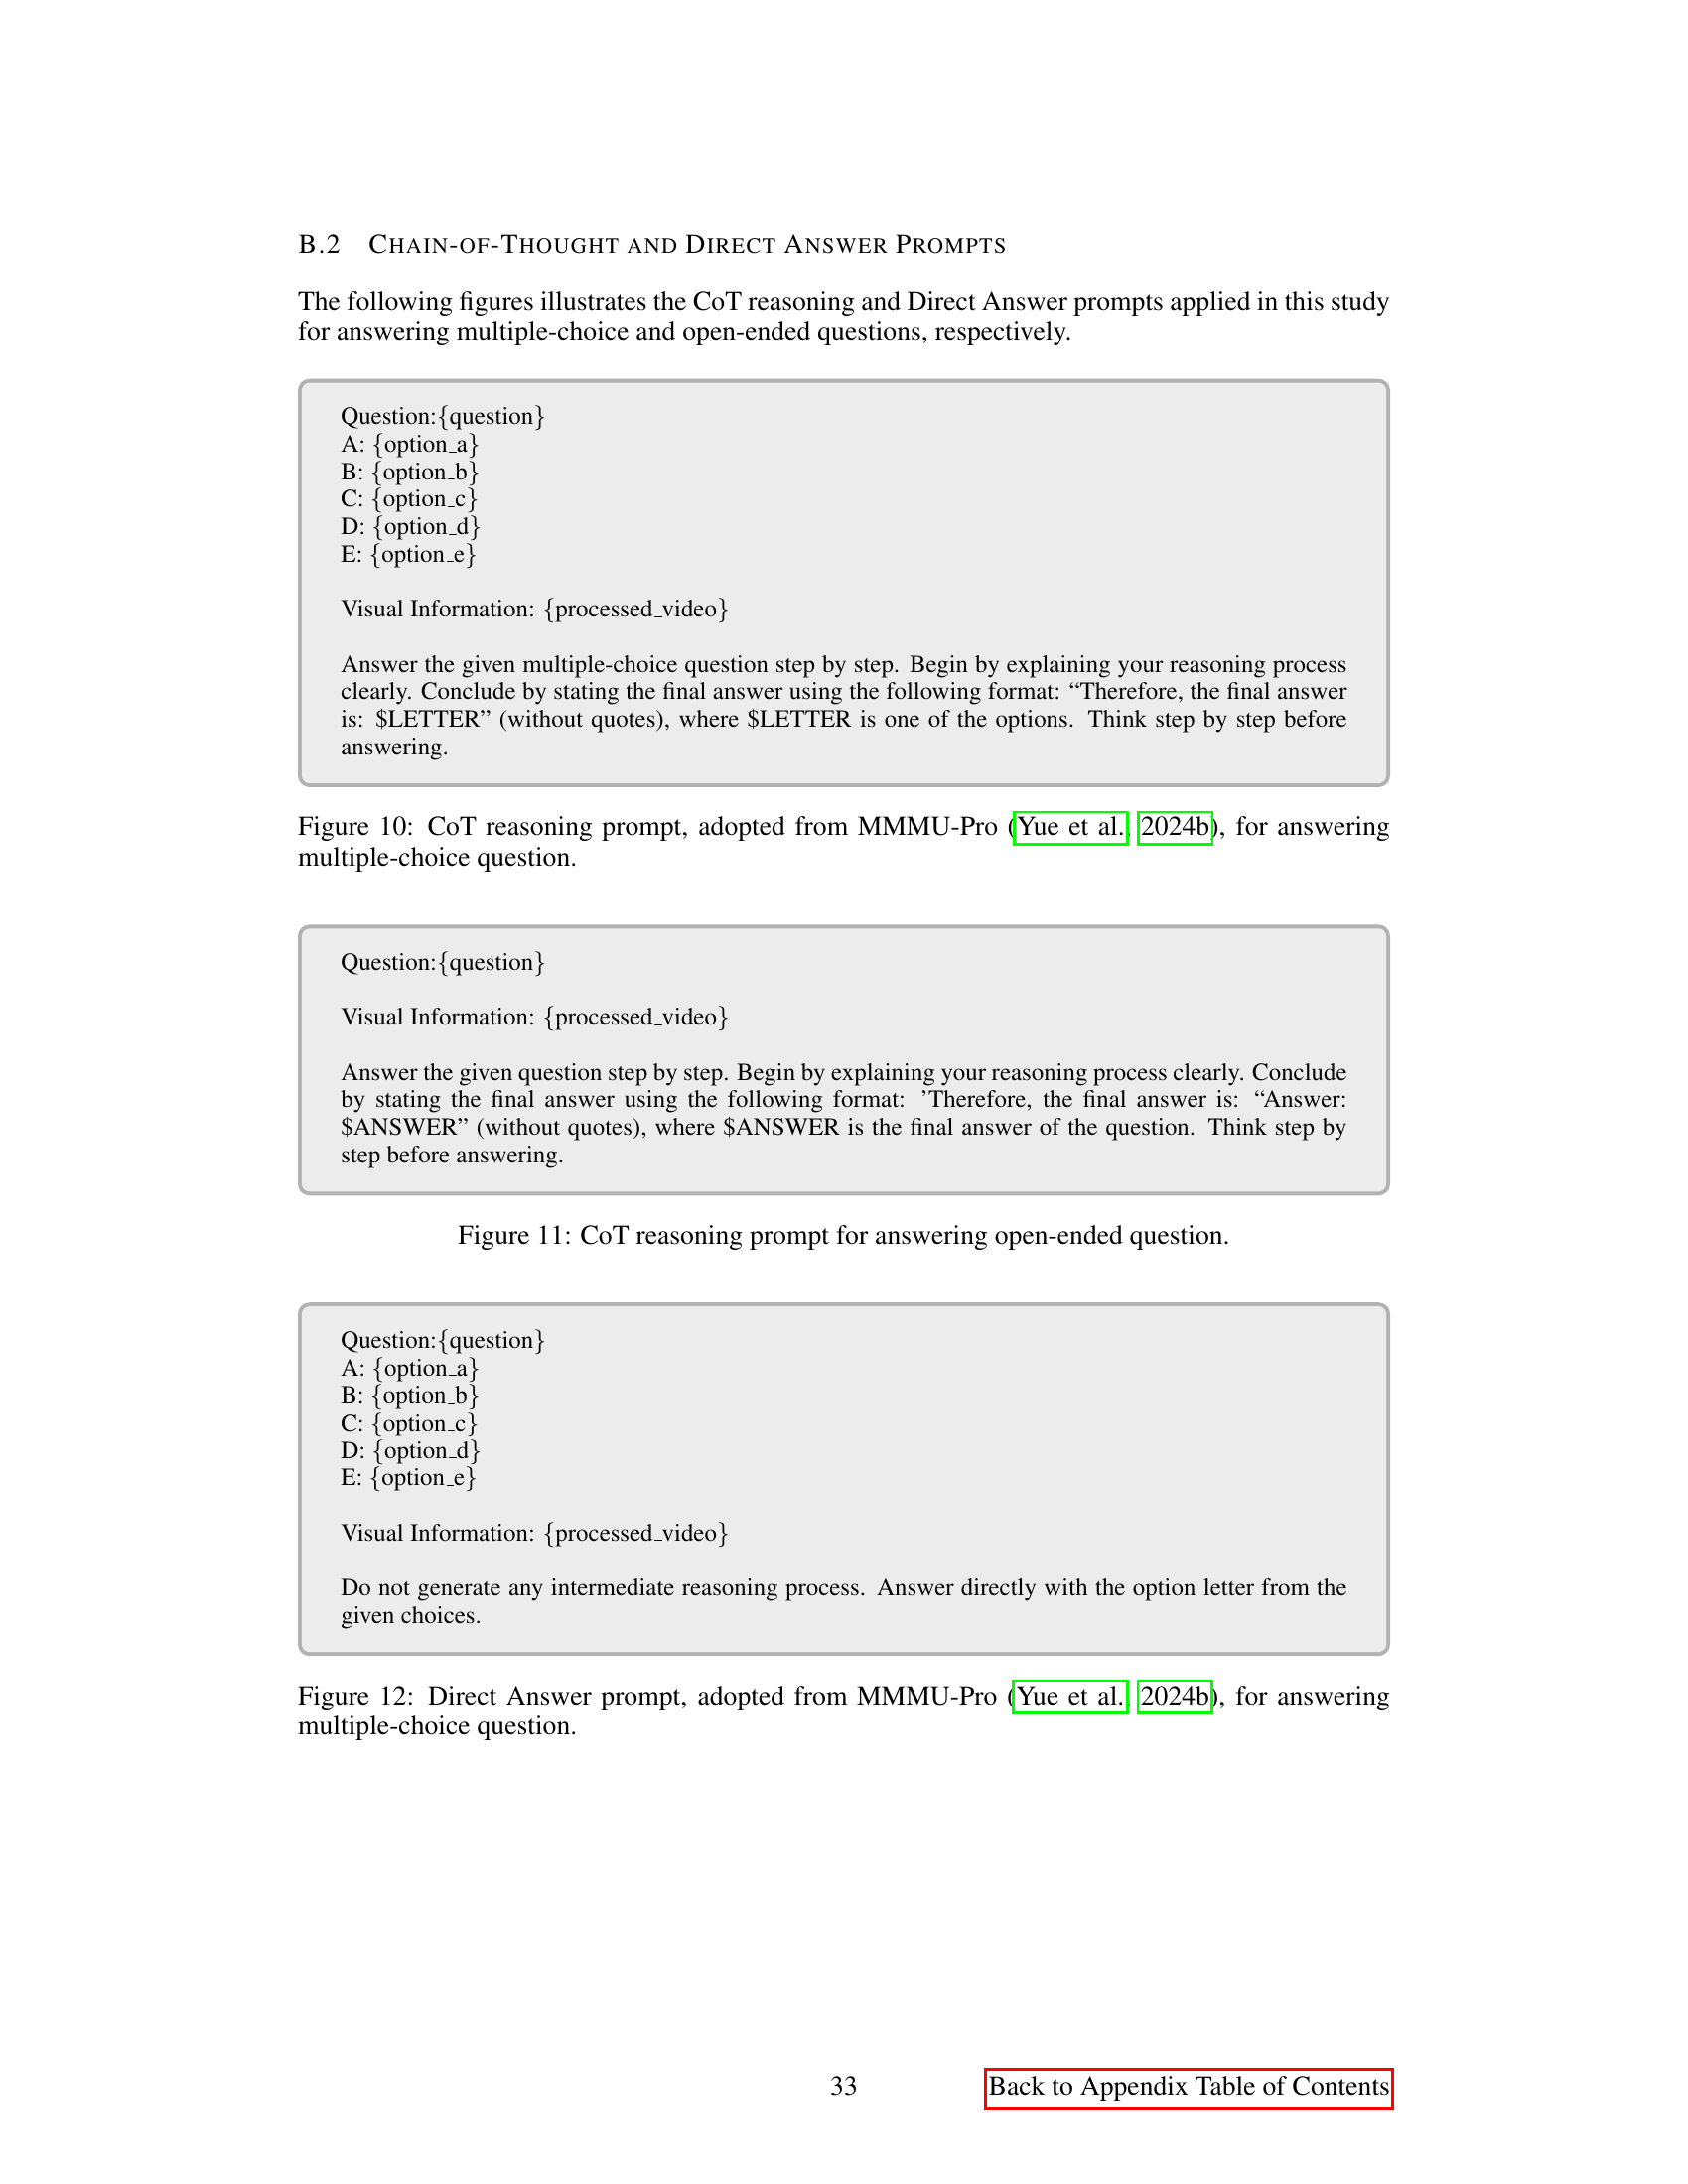 B.2 CHAIN-OF-THOUGHT AND DIRECT ANSWER PROMPTS
The following figures illustrates the CoT reasoning and Direct Answer prompts applied in this study
for answering multiple-choice and open-ended questions, respectively.
Question:{question}
A: {option_a}
B: {option_b}
C: {option_c}
D: {option_d}
E: {option_e}
Visual Information: {processed_video}
Answer the given multiple-choice question step by step. Begin by explaining your reasoning process
clearly. Conclude by stating the final answer using the following format: “Therefore, the final answer
is: $LETTER” (without quotes), where $LETTER is one of the options. Think step by step before
answering.
Figure 10: CoT reasoning prompt, adopted from MMMU-Pro (Yue et al., 2024b), for answering
multiple-choice question.
Question:{question}
Visual Information: {processed_video}
Answer the given question step by step. Begin by explaining your reasoning process clearly. Conclude
by stating the final answer using the following format: ’Therefore, the final answer is: “Answer:
$ANSWER” (without quotes), where $ANSWER is the final answer of the question. Think step by
step before answering.
Figure 11: CoT reasoning prompt for answering open-ended question.
Question:{question}
A: {option_a}
B: {option_b}
C: {option_c}
D: {option_d}
E: {option_e}
Visual Information: {processed_video}
Do not generate any intermediate reasoning process. Answer directly with the option letter from the
given choices.
Figure 12: Direct Answer prompt, adopted from MMMU-Pro (Yue et al., 2024b), for answering
multiple-choice question.
33
Back to Appendix Table of Contents